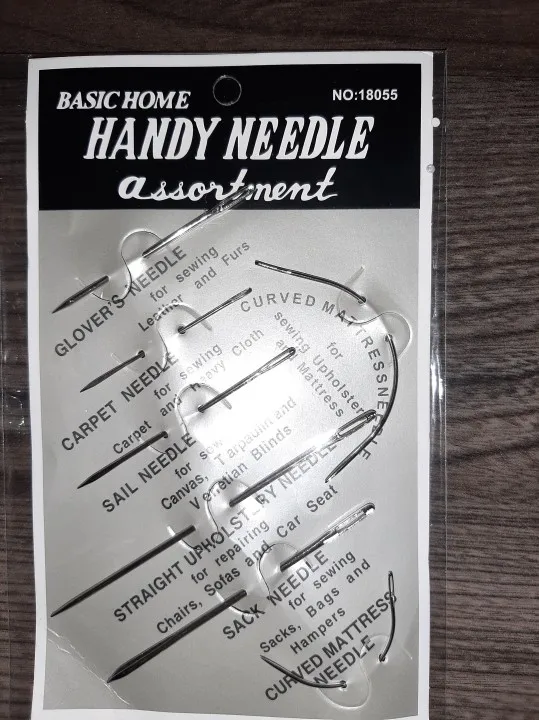 BASIC HOME
NO:18055
HANDY NEEDLE
assortment
GLOVER'S NEEDLE
for sewing
Leather and Furs
CURVED MATTRESS NEEDLE
for
sewing Upholstery
and Mattress
CARPET NEEDLE
for sewing
Carpet and Heavy Cloth
SAIL NEEDLE
for sew
Canvas, Tarpaulin and
Venetian Blinds
STRAIGHT UPHOLSTERY NEEDLE
for repairing
Chairs, Sofas and Car Seat
SACK NEEDLE
for sewing
Sacks, Bags and
Hampers
CURVED MATTRESS
NEEDLE